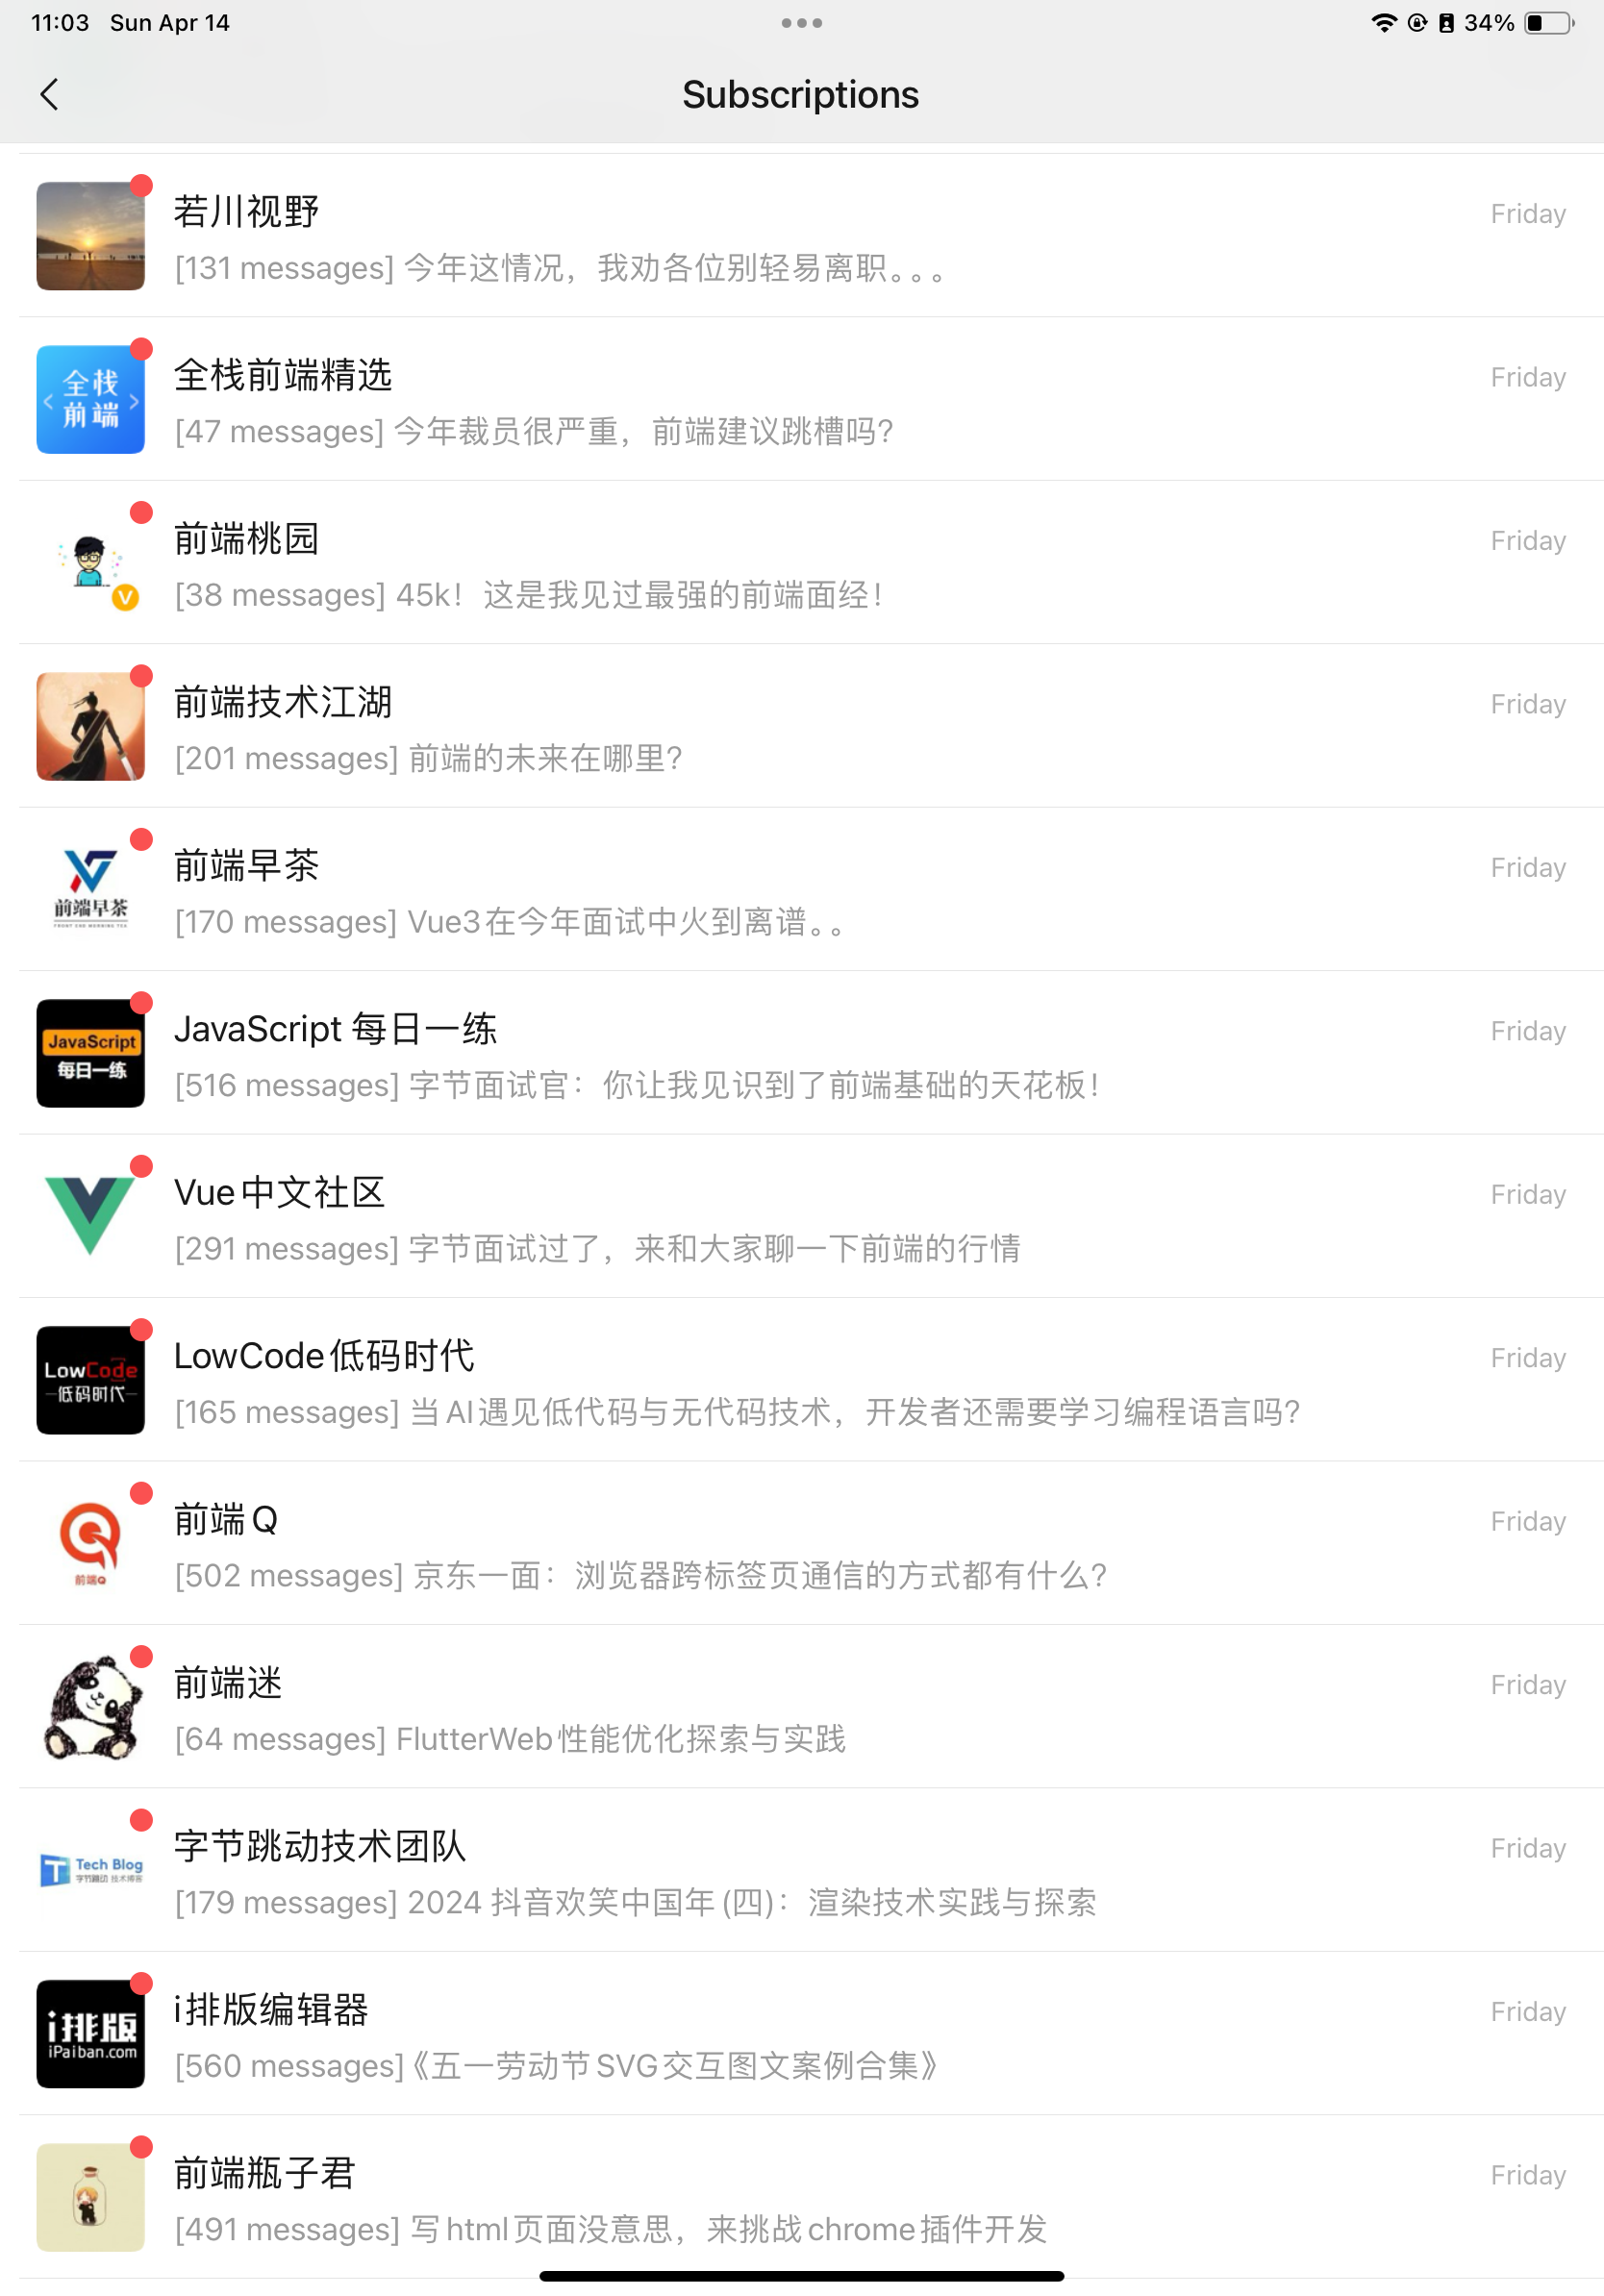 11:03 Sun Apr 14
34%
Subscriptions
若川视野
Friday
[131 messages] 今年这情况，我劝各位别轻易离职。。。
全栈
前端
全栈前端精选
Friday
[47 messages] 今年裁员很严重，前端建议跳槽吗？
V
前端桃园
Friday
[38 messages] 45k！这是我见过最强的前端面经！
前端技术江湖
Friday
[201 messages] 前端的未来在哪里？
前端早茶
前端早茶
Friday
[170 messages] Vue3在今年面试中火到离谱。。
JavaScript
每日一练
JavaScript 每日一练
Friday
[516 messages] 字节面试官：你让我见识到了前端基础的天花板！
Vue中文社区
Friday
[291 messages] 字节面试过了，来和大家聊一下前端的行情
LowCode
低码时代
LowCode低码时代
Friday
[165 messages] 当AI遇见低代码与无代码技术，开发者还需要学习编程语言吗？
前端Q
前端Q
Friday
[502 messages] 京东一面：浏览器跨标签页通信的方式都有什么？
前端迷
Friday
[64 messages] FlutterWeb性能优化探索与实践
T Tech Blog
字节跳动 技术博客
字节跳动技术团队
Friday
[179 messages] 2024 抖音欢笑中国年(四)：渲染技术实践与探索
i排版
iPaiban.com
i排版编辑器
Friday
[560 messages]《五一劳动节SVG交互图文案例合集》
前端瓶子君
Friday
[491 messages] 写html页面没意思，来挑战chrome插件开发